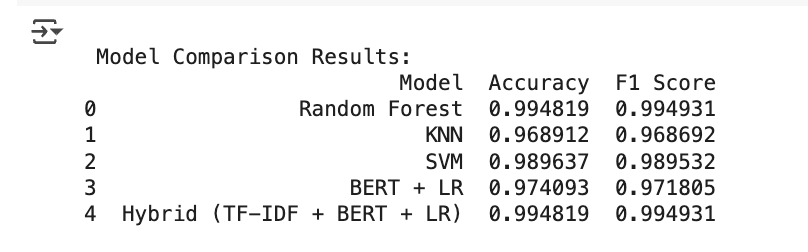 Model Comparison Results:
Model Accuracy F1 Score
0 Random Forest 0.994819 0.994931
1 KNN 0.968912 0.968692
2 SVM 0.989637 0.989532
3 BERT + LR 0.974093 0.971805
4 Hybrid (TF-IDF + BERT + LR) 0.994819 0.994931